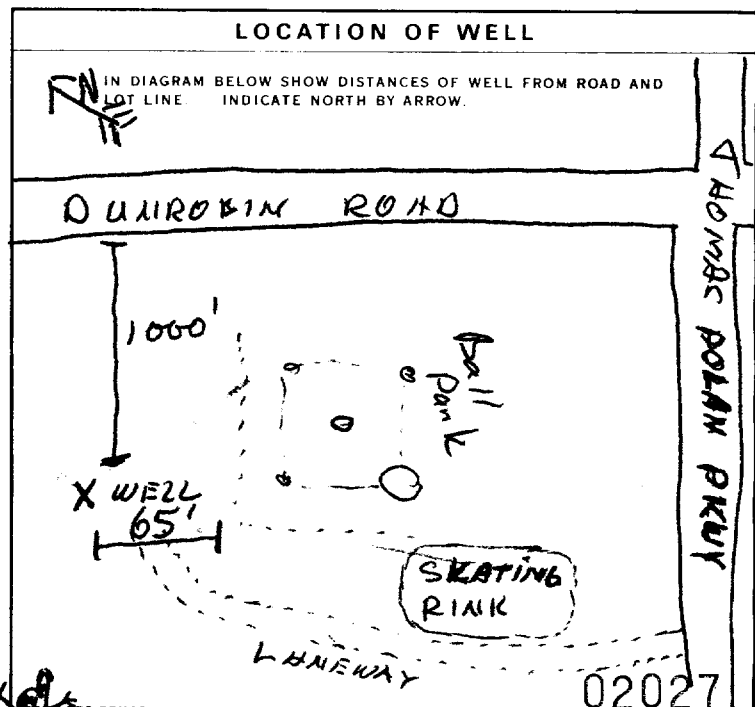 LOCATION OF WELL
N
IN DIAGRAM BELOW SHOW DISTANCES OF WELL FROM ROAD AND
LOT LINE. INDICATE NORTH BY ARROW.
DUNROBIN ROAD
THOMAS DOLAN PKWY
1000'
Ball
Park
X WELL
65'
SKATING
RINK
LANEWAY
02027